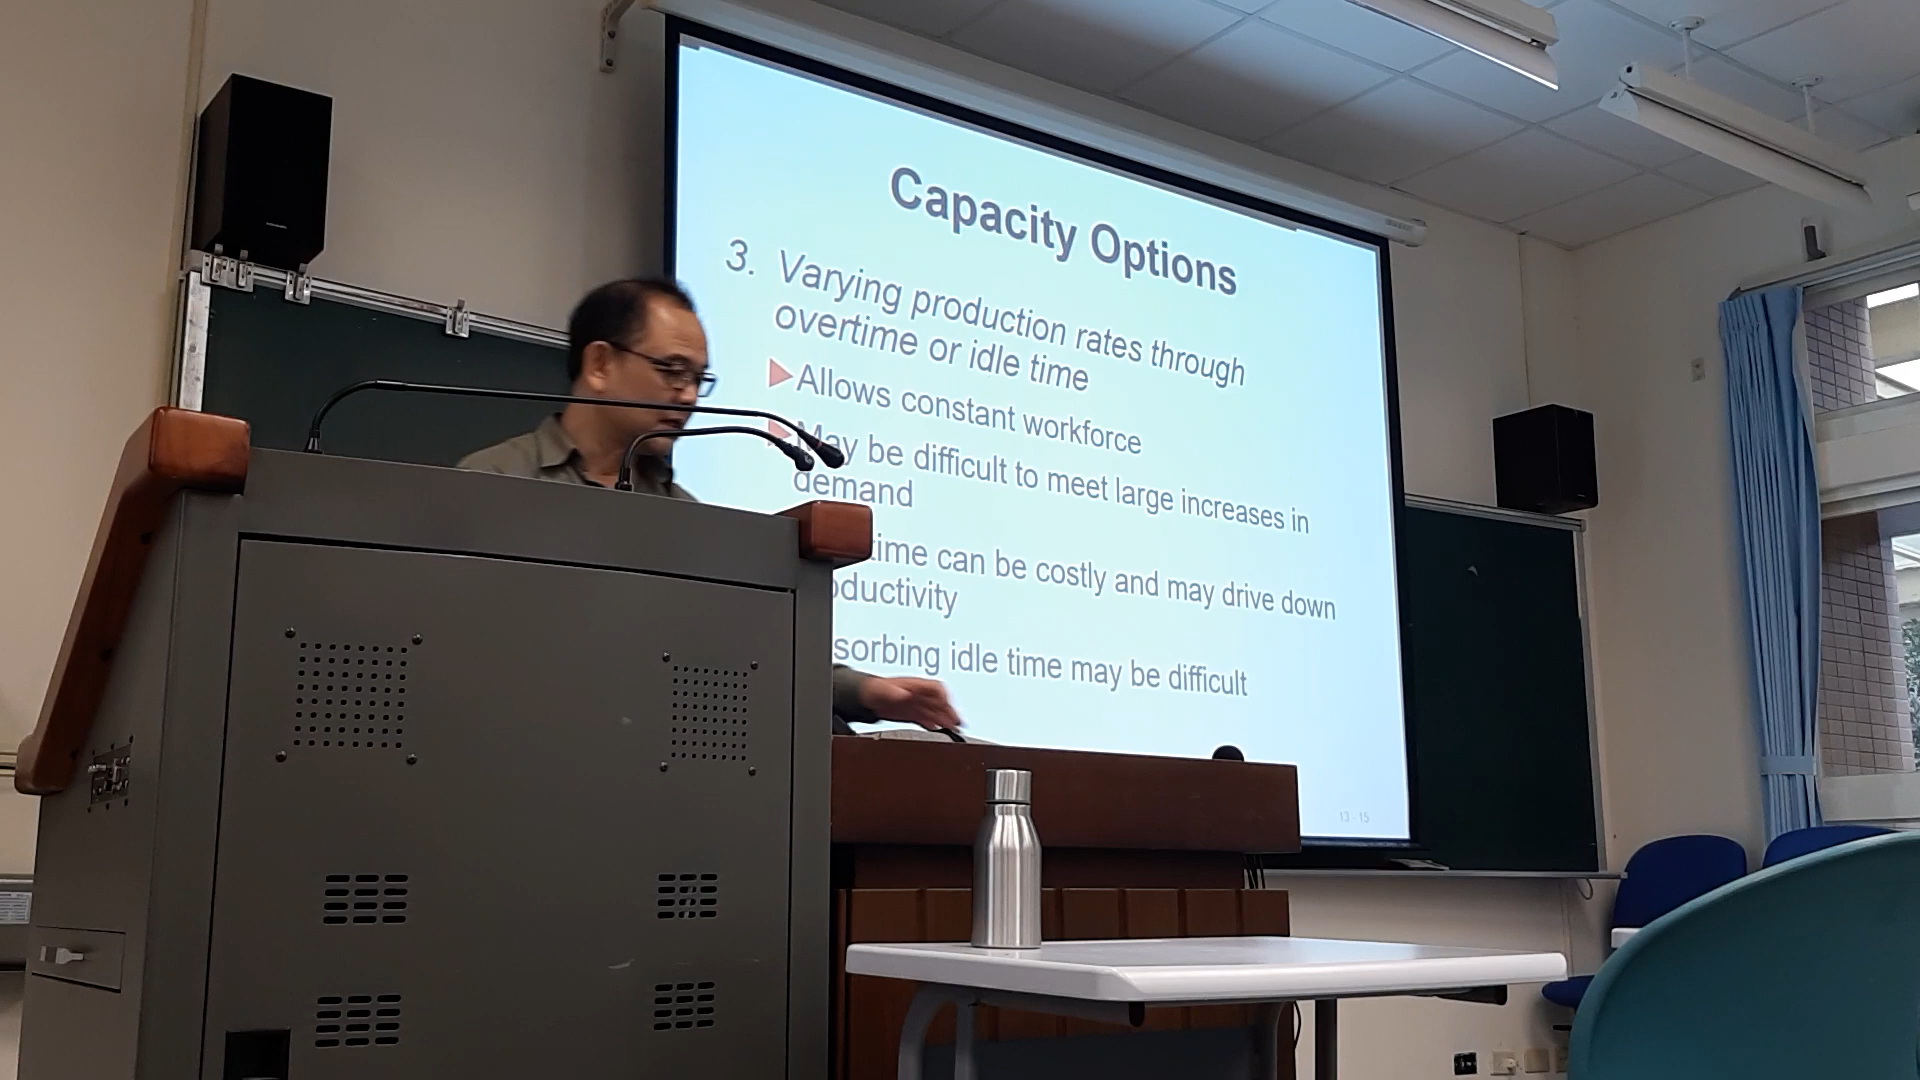 Capacity Options
3. Varying production rates through
overtime or idle time
Allows constant workforce
May be difficult to meet large increases in
demand
time can be costly and may drive down
oductivity
sorbing idle time may be difficult
13 - 15